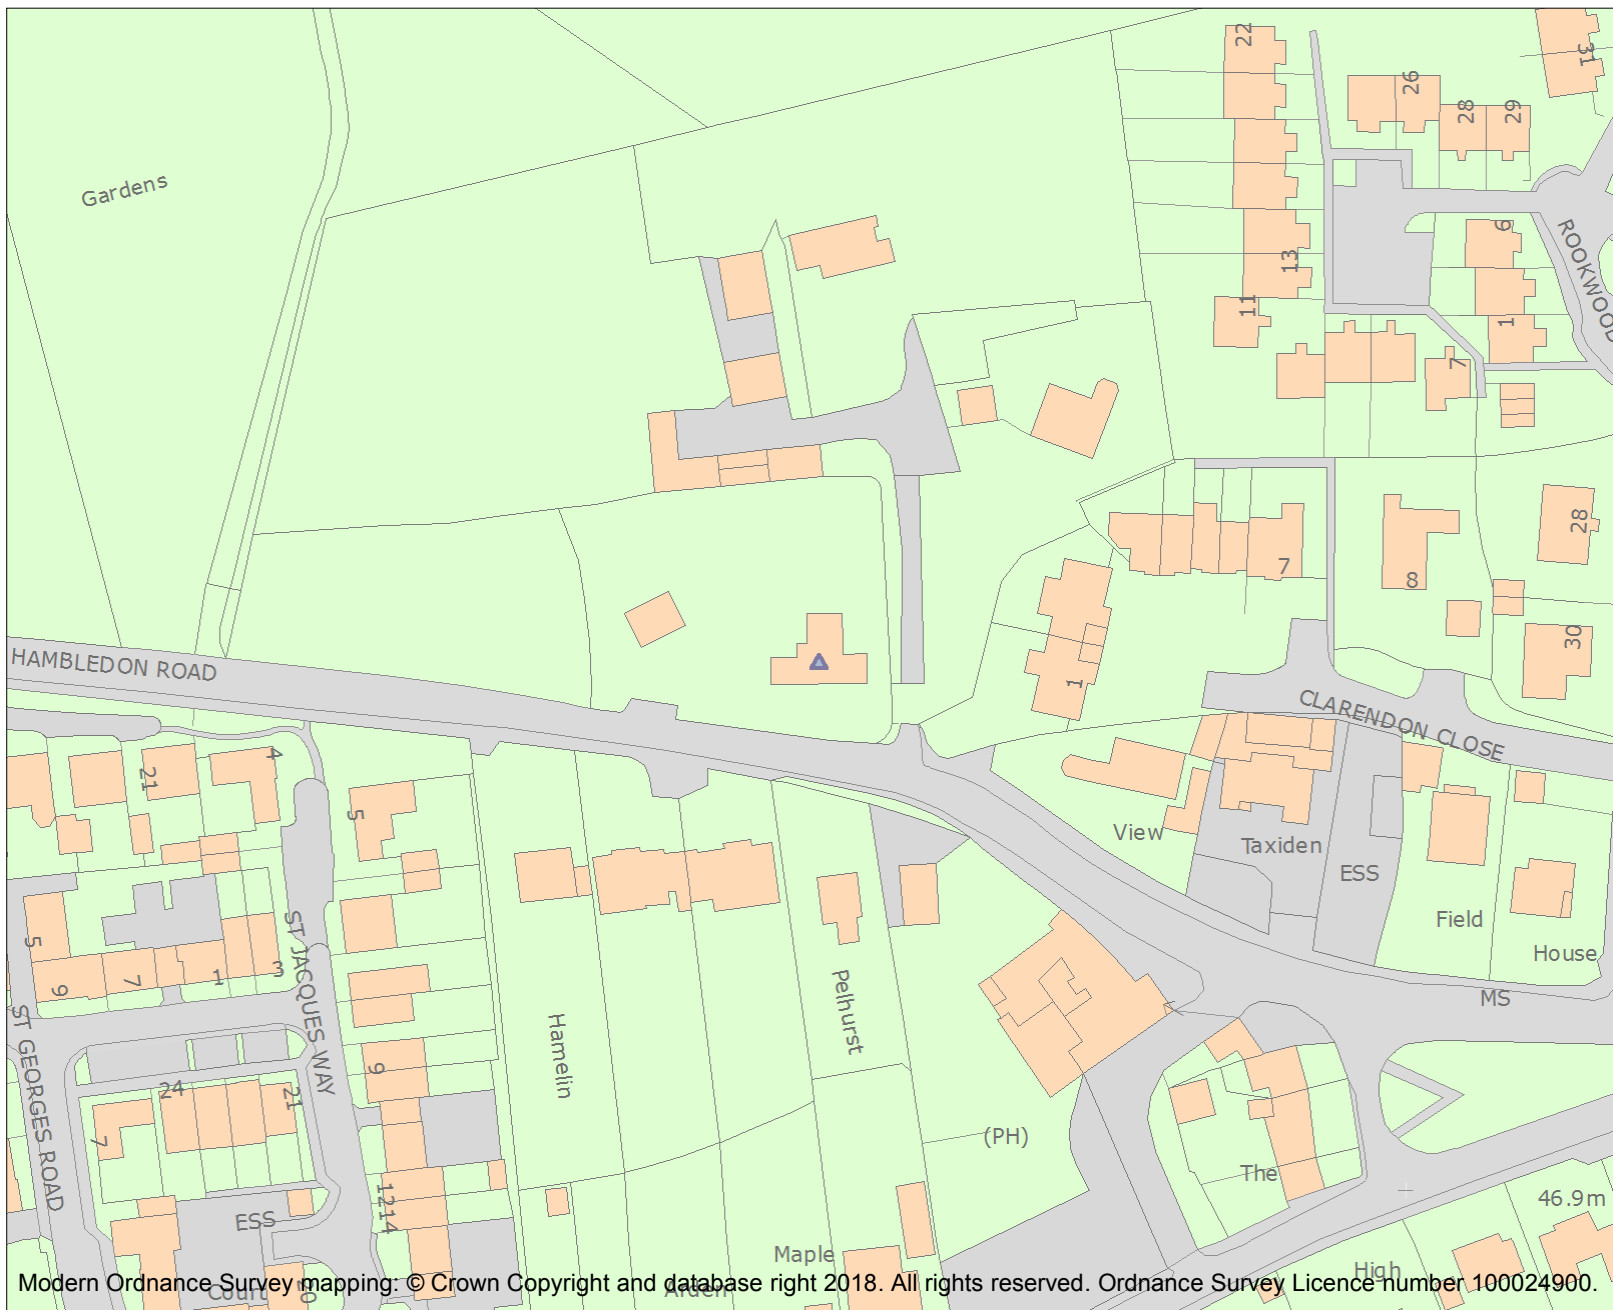 22
31
26
28
29
Gardens
6
ROOKWOOD
13
11
1
7
28
7
8
30
HAMBLEDON ROAD
1
CLARENDON CLOSE
4
21
5
View
Taxiden
ESS
Field
House
5
9
7
1
3
ST JACQUES WAY
Pelhurst
MS
Hamelin
ST GEORGES ROAD
9
24
21
7
(PH)
The
1214
46.9m
ESS
Maple
High
Court
20
Arden
Modern Ordnance Survey mapping: © Crown Copyright and database right 2018. All rights reserved. Ordnance Survey Licence number 100024900.